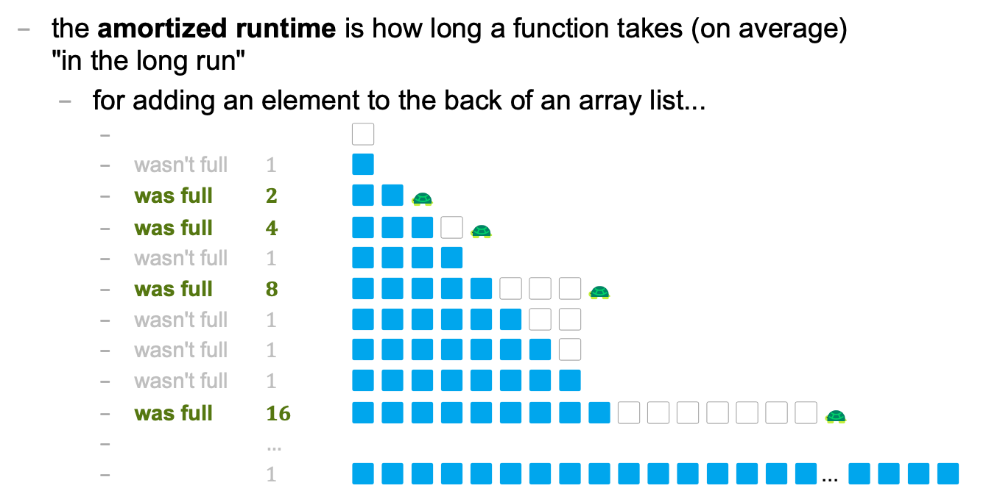 – the amortized runtime is how long a function takes (on average)
"in the long run"
– for adding an element to the back of an array list...
–
– wasn't full 1
– was full 2
– was full 4
– wasn't full 1
– was full 8
– wasn't full 1
– wasn't full 1
– wasn't full 1
– was full 16
– ...
– 1 ...